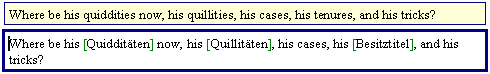 Where be his quiddities now, his quillities, his cases, his tenures, and his tricks?
Where be his [Quidditäten] now, his [Quillitäten], his cases, his [Besitztitel], and his
tricks?